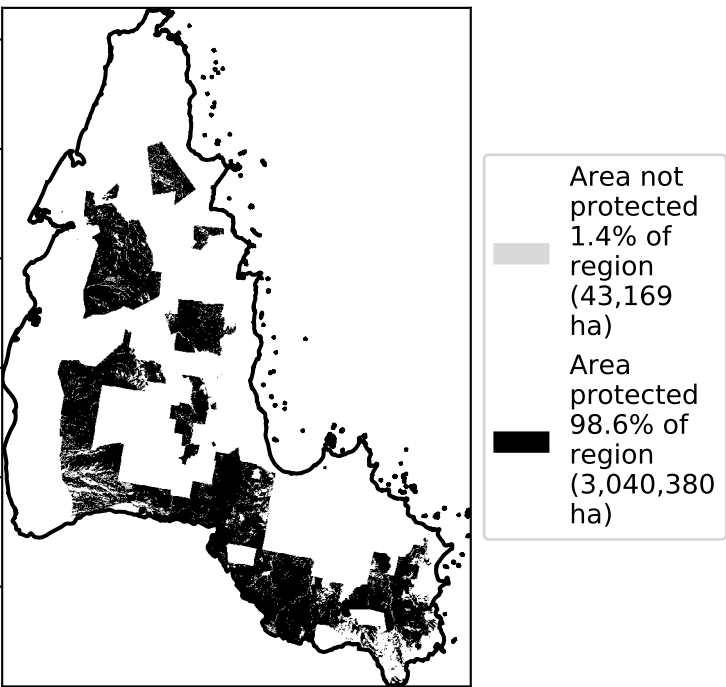 Area not
protected
1.4% of
region
(43,169
ha)
Area
protected
98.6% of
region
(3,040,380
ha)